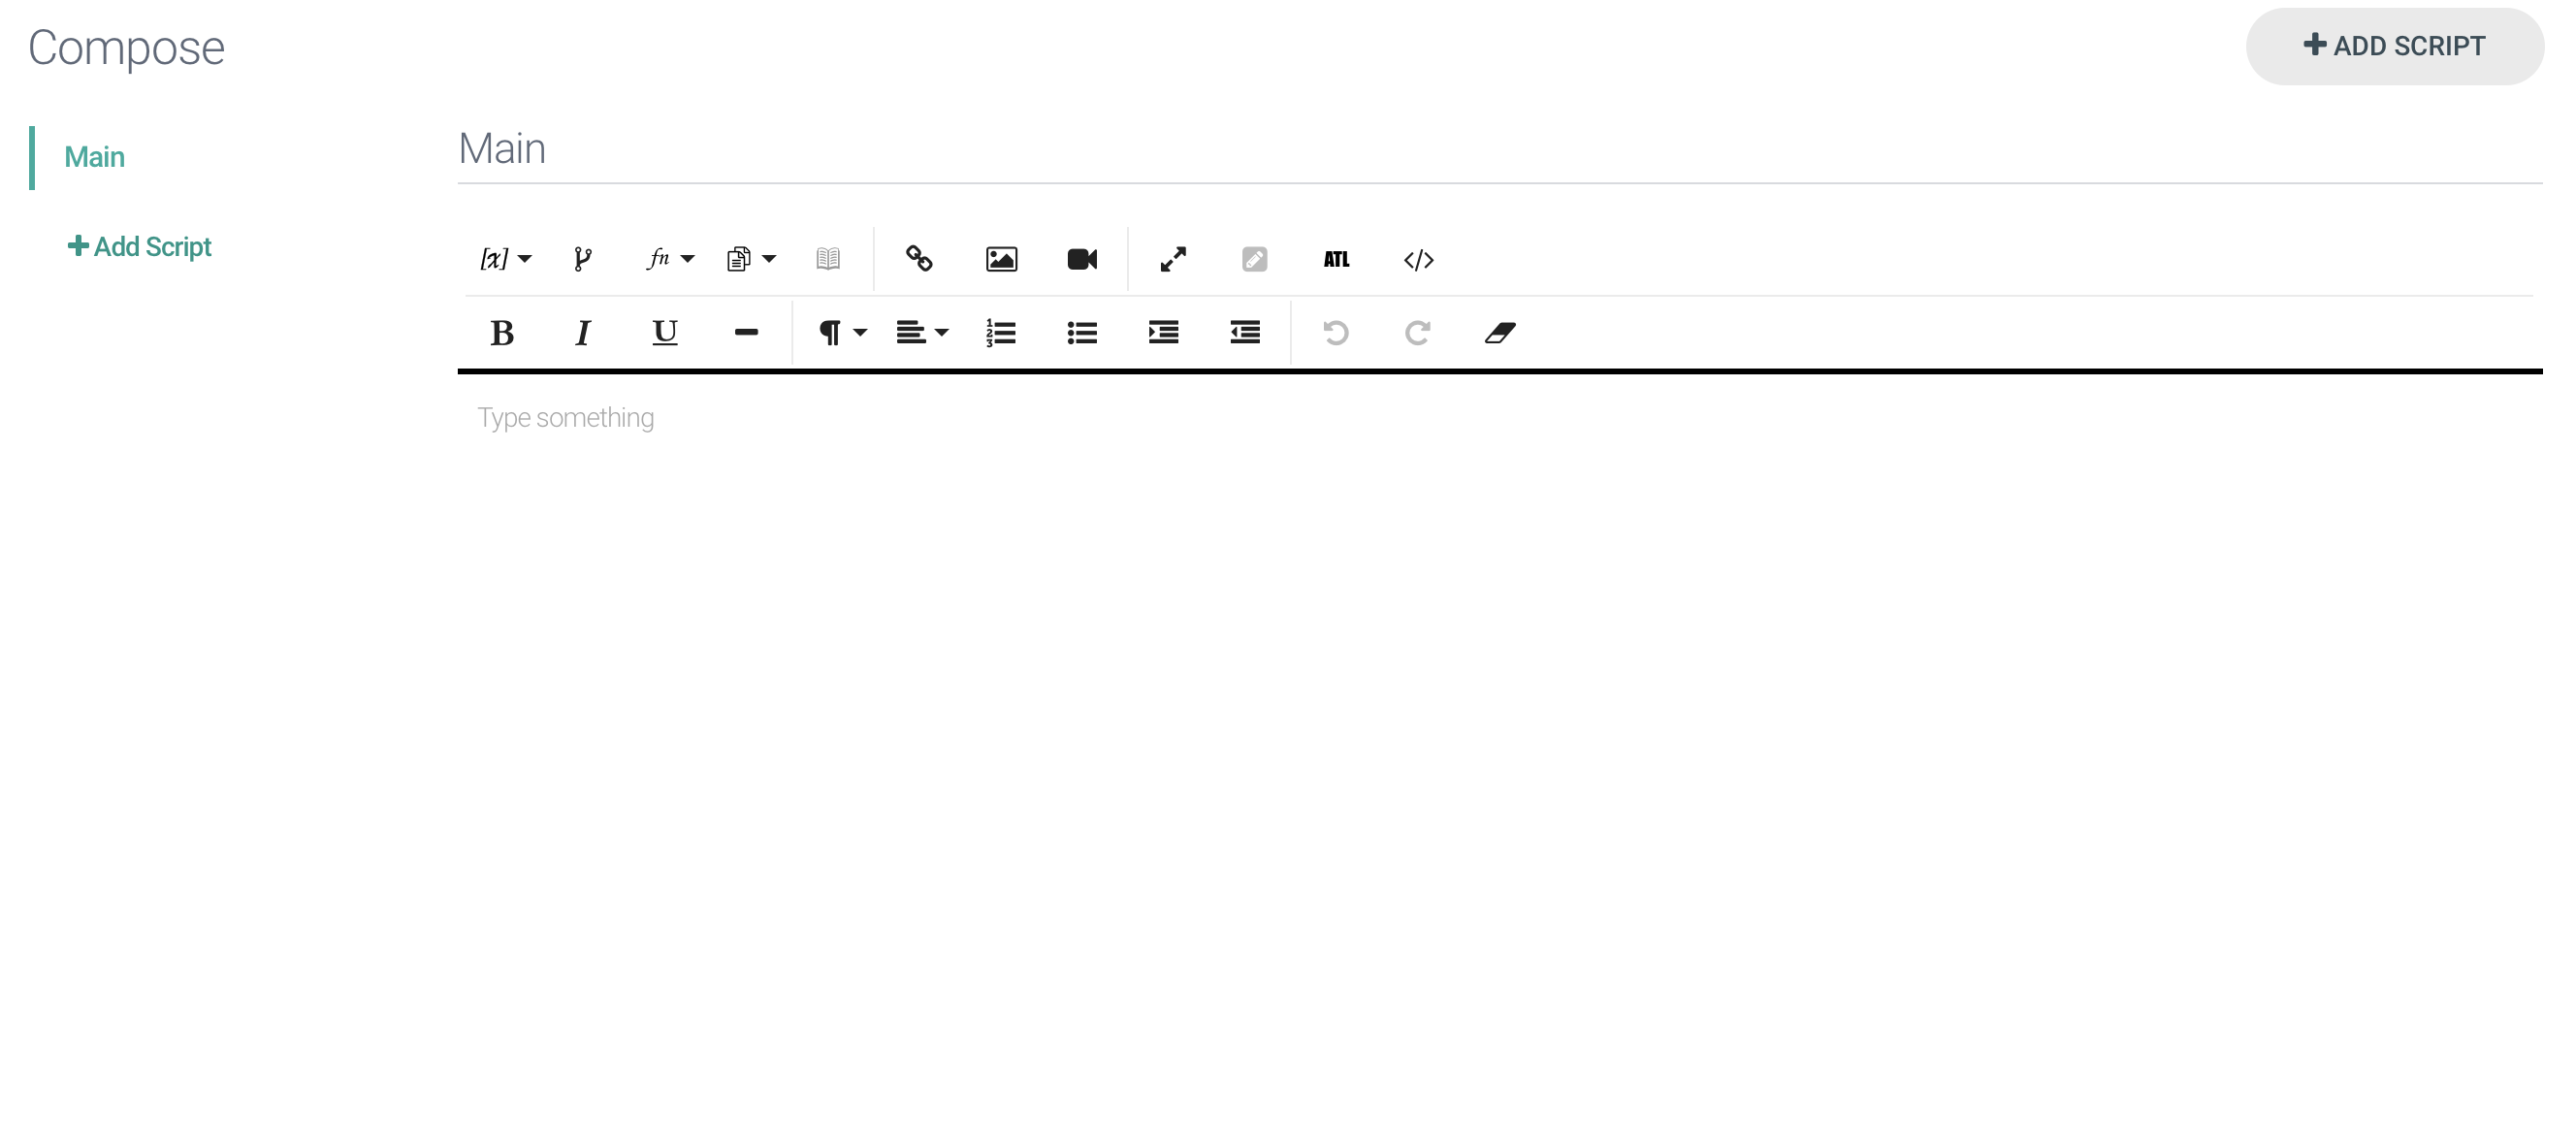 Compose
+ ADD SCRIPT
Main
+ Add Script
Main
[x] fn ATL </>
B I U ¶
Type something